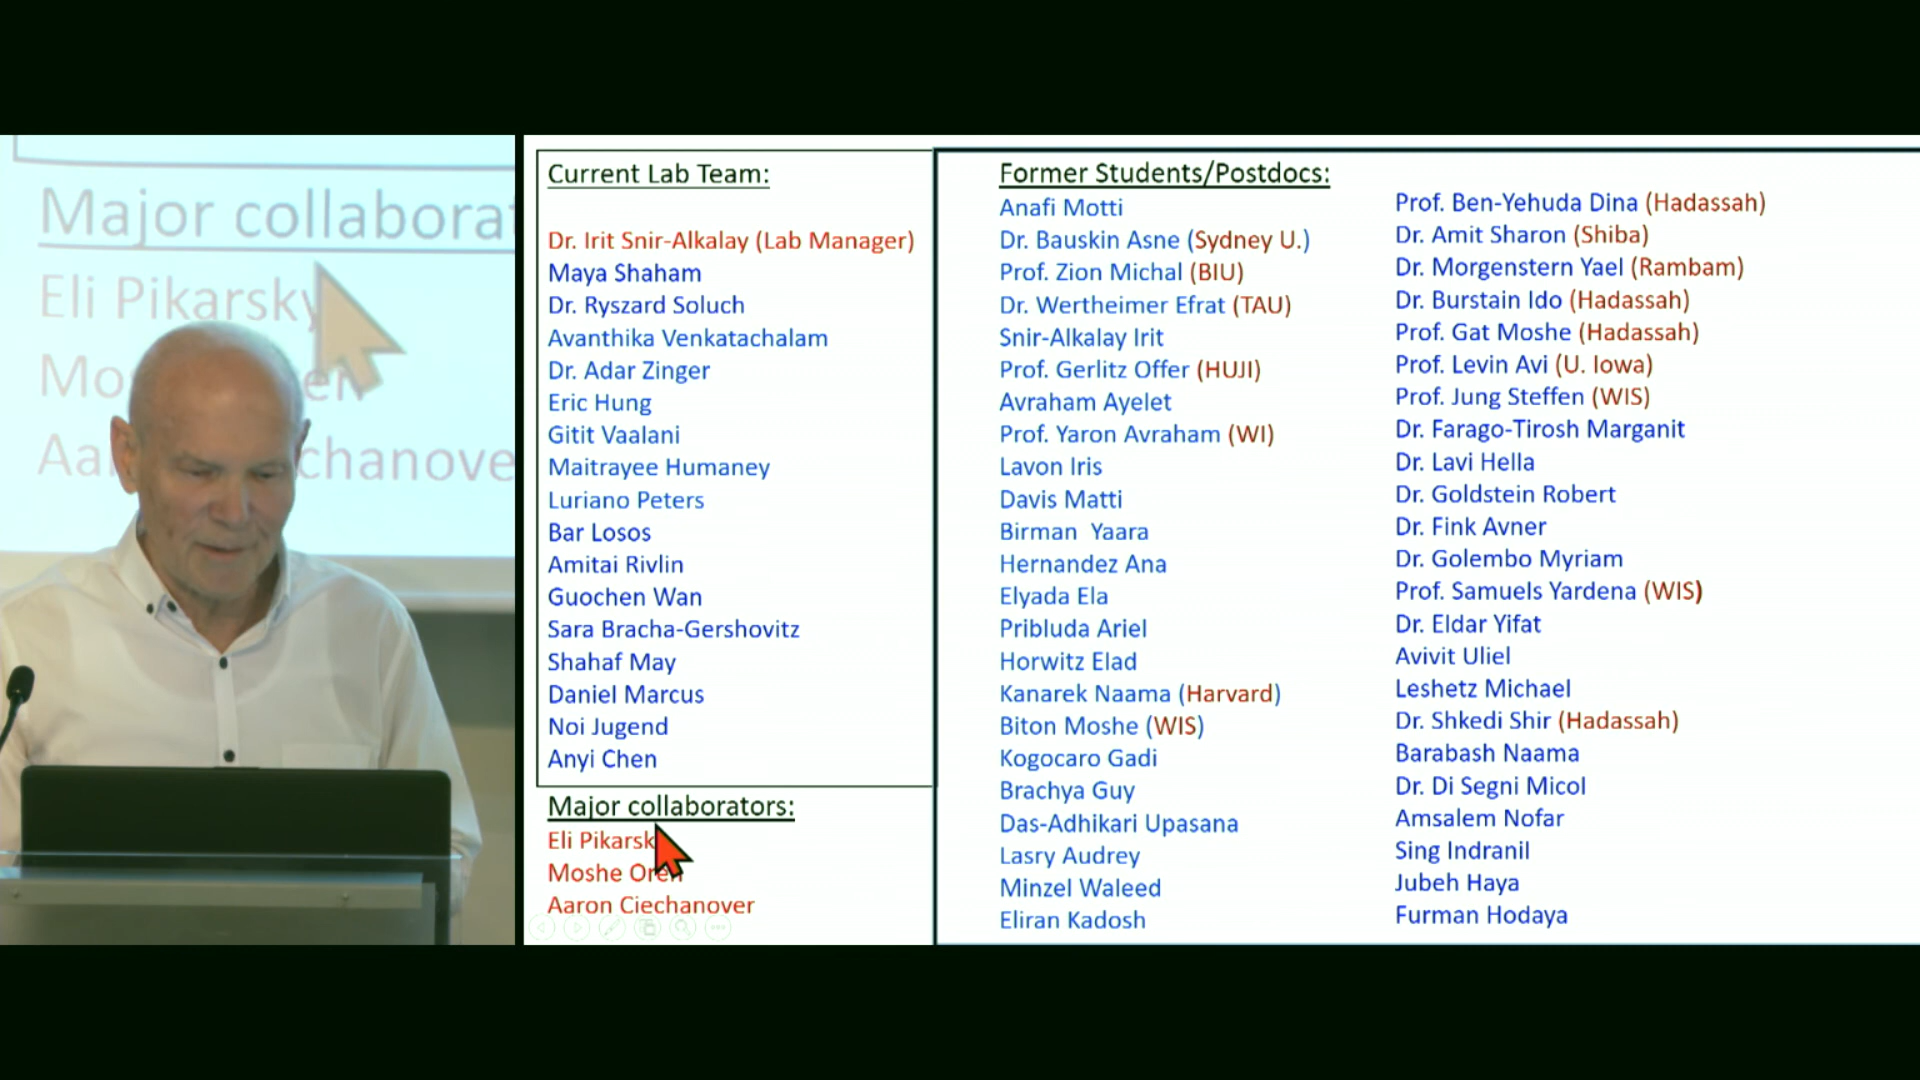 Major collaborat
Eli Pikarsky
Mo
en
Aa
chanove
Current Lab Team:
Dr. Irit Snir-Alkalay (Lab Manager)
Maya Shaham
Dr. Ryszard Soluch
Avanthika Venkatachalam
Dr. Adar Zinger
Eric Hung
Gitit Vaalani
Maitrayee Humaney
Luriano Peters
Bar Losos
Amitai Rivlin
Guochen Wan
Sara Bracha-Gershovitz
Shahaf May
Daniel Marcus
Noi Jugend
Anyi Chen
Major collaborators:
Eli Pikarsk
Moshe Oren
Aaron Ciechanover
Former Students/Postdocs:
Anafi Motti
Dr. Bauskin Asne (Sydney U.)
Prof. Zion Michal (BIU)
Dr. Wertheimer Efrat (TAU)
Snir-Alkalay Irit
Prof. Gerlitz Offer (HUJI)
Avraham Ayelet
Prof. Yaron Avraham (WI)
Lavon Iris
Davis Matti
Birman Yaara
Hernandez Ana
Elyada Ela
Pribluda Ariel
Horwitz Elad
Kanarek Naama (Harvard)
Biton Moshe (WIS)
Kogocaro Gadi
Brachya Guy
Das-Adhikari Upasana
Lasry Audrey
Minzel Waleed
Eliran Kadosh
Prof. Ben-Yehuda Dina (Hadassah)
Dr. Amit Sharon (Shiba)
Dr. Morgenstern Yael (Rambam)
Dr. Burstain Ido (Hadassah)
Prof. Gat Moshe (Hadassah)
Prof. Levin Avi (U. Iowa)
Prof. Jung Steffen (WIS)
Dr. Farago-Tirosh Marganit
Dr. Lavi Hella
Dr. Goldstein Robert
Dr. Fink Avner
Dr. Golembo Myriam
Prof. Samuels Yardena (WIS)
Dr. Eldar Yifat
Avivit Uliel
Leshetz Michael
Dr. Shkedi Shir (Hadassah)
Barabash Naama
Dr. Di Segni Micol
Amsalem Nofar
Sing Indranil
Jubeh Haya
Furman Hodaya